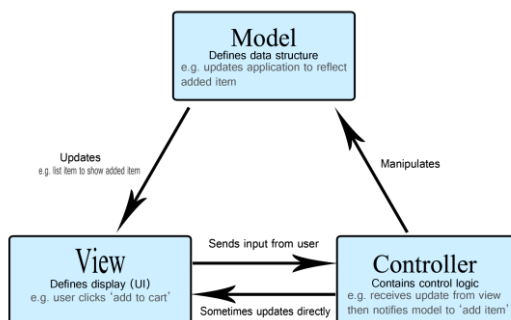 Model
Defines data structure
e.g. updates application to reflect
added item
Updates
e.g. list item to show added item
Manipulates
View
Defines display (UI)
e.g. user clicks ‘add to cart’
Sends input from user
Sometimes updates directly
Controller
Contains control logic
e.g. receives update from view
then notifies model to ‘add item’